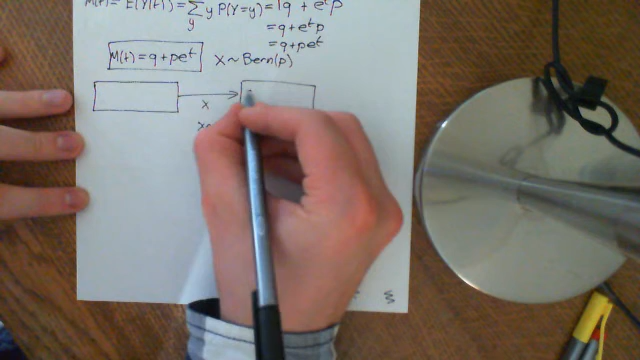 M(t) = E(Y(t)) = ∑ y P(Y=y) = 1q + e^t p
y
= q + e^t p
= q + pe^t
M(t) = q + pe^t X ~ Bern(p)
x